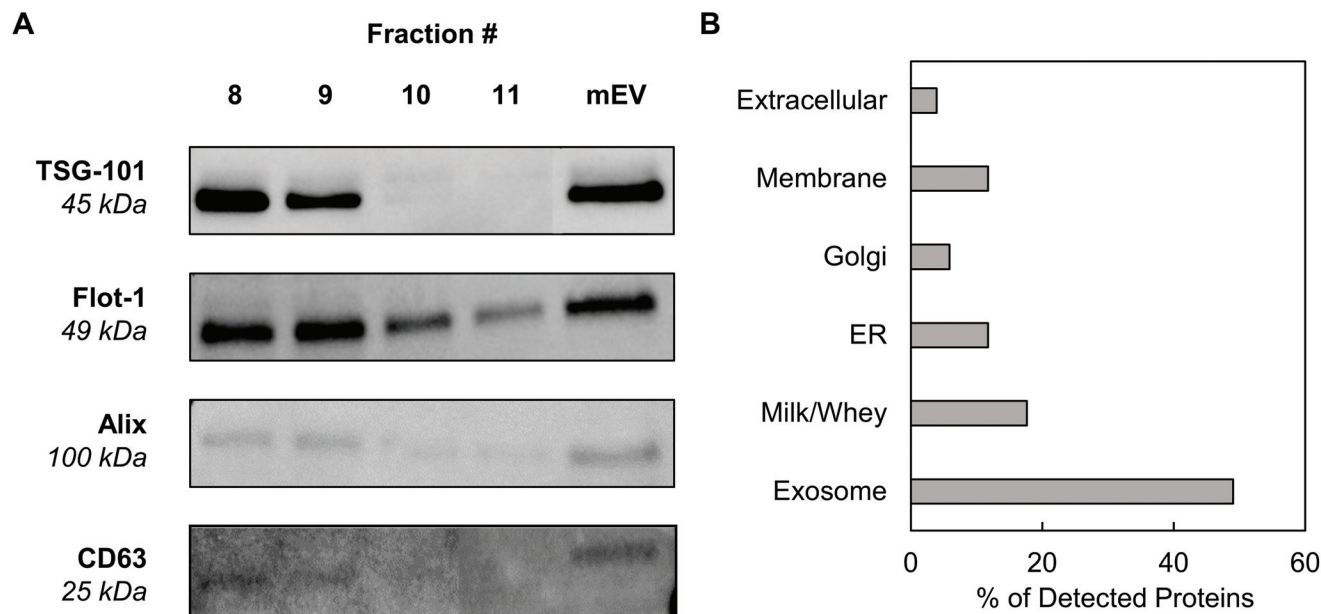 A
Fraction #
8 9 10 11 mEV
TSG-101
45 kDa
Flot-1
49 kDa
Alix
100 kDa
CD63
25 kDa
B
Extracellular
Membrane
Golgi
ER
Milk/Whey
Exosome
0 20 40 60
% of Detected Proteins